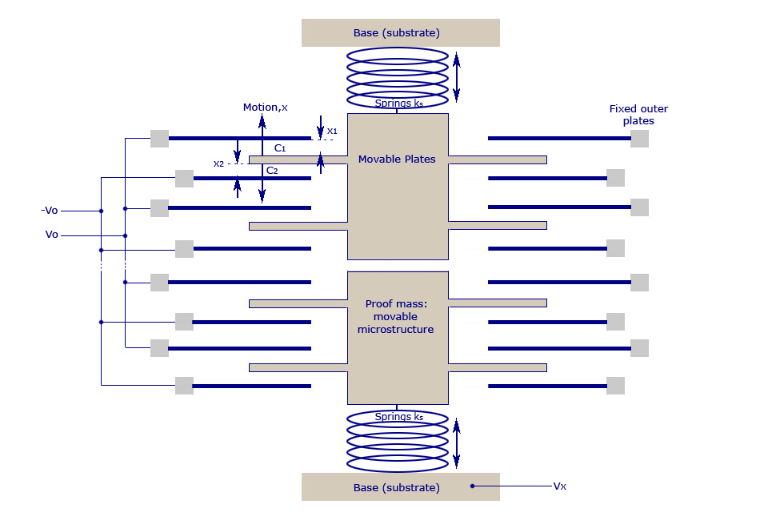 Base (substrate)
Springs ks
Motion,x
Fixed outer
plates
x1
C1
Movable Plates
x2
C2
-Vo
Vo
Proof mass:
movable
microstructure
Springs ks
Base (substrate)
Vx